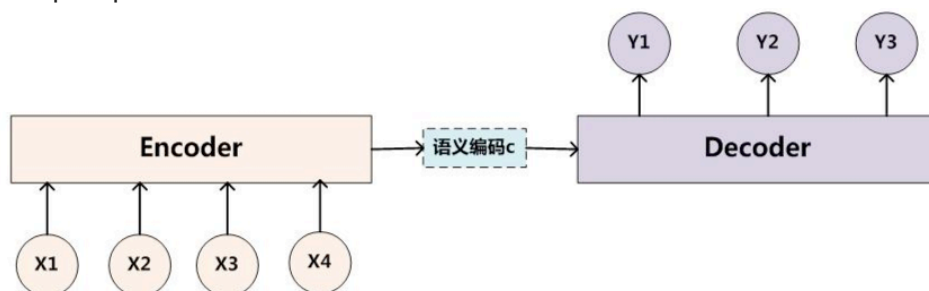 Y1 Y2 Y3
Encoder 语义编码c Decoder
X1 X2 X3 X4